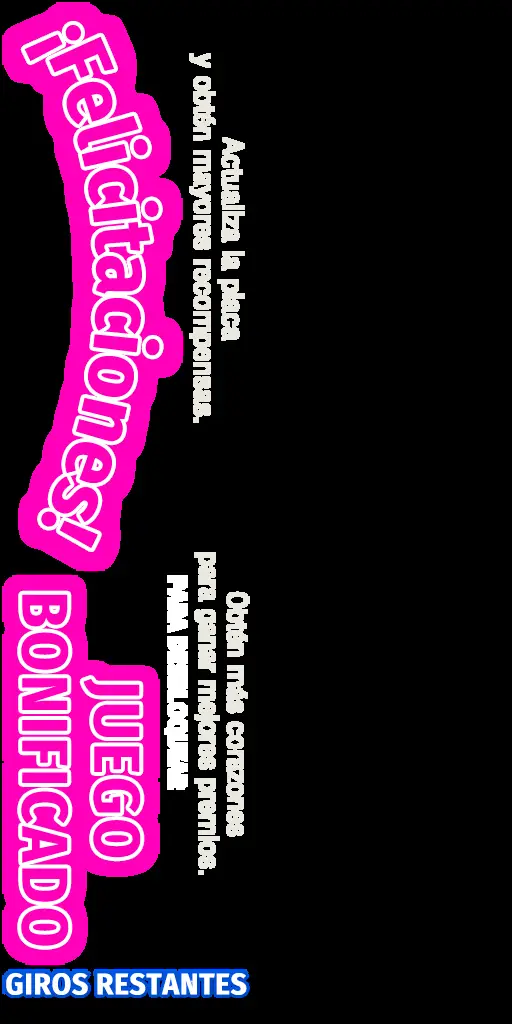 ¡Felicitaciones!
Actualiza la placa
y obtén mayores recompensas.
Obtén más corazones
para ganar mejores premios.
PARA DESBLOQUEAR
JUEGO
BONIFICADO
GIROS RESTANTES